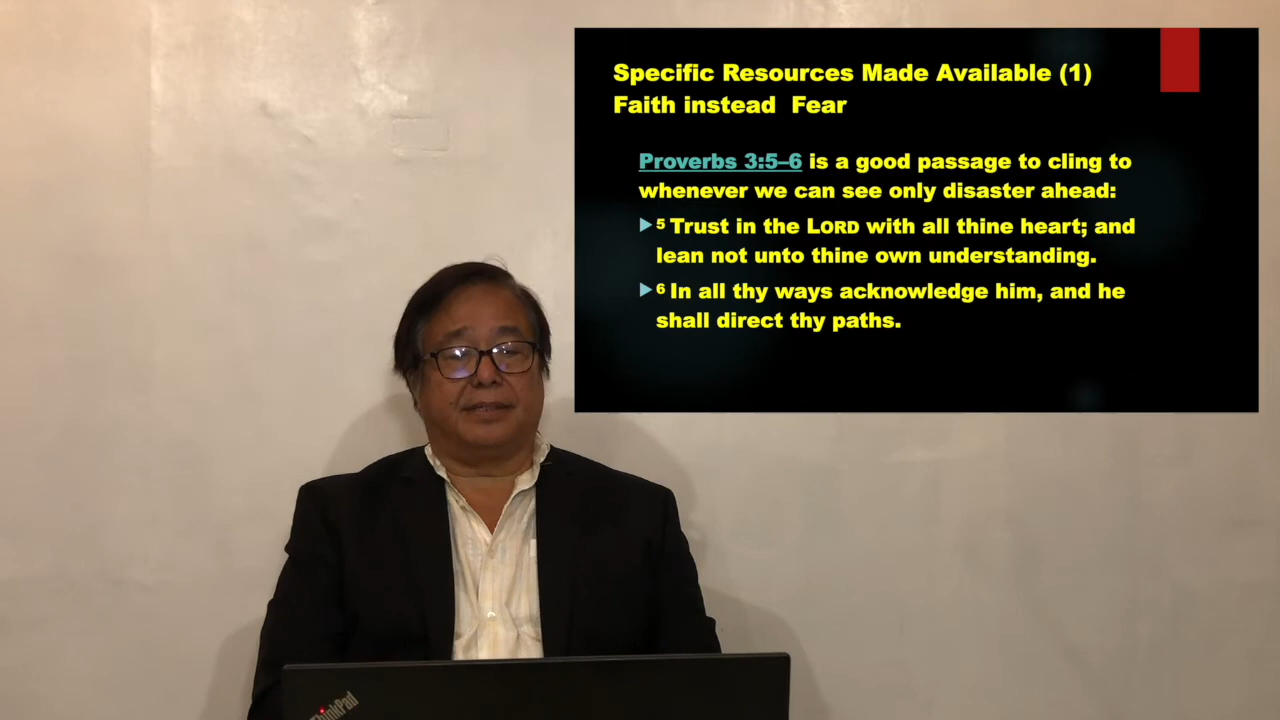 Specific Resources Made Available (1)
Faith instead Fear
Proverbs 3:5–6 is a good passage to cling to
whenever we can see only disaster ahead:
5 Trust in the LORD with all thine heart; and
lean not unto thine own understanding.
6 In all thy ways acknowledge him, and he
shall direct thy paths.
ThinkPad